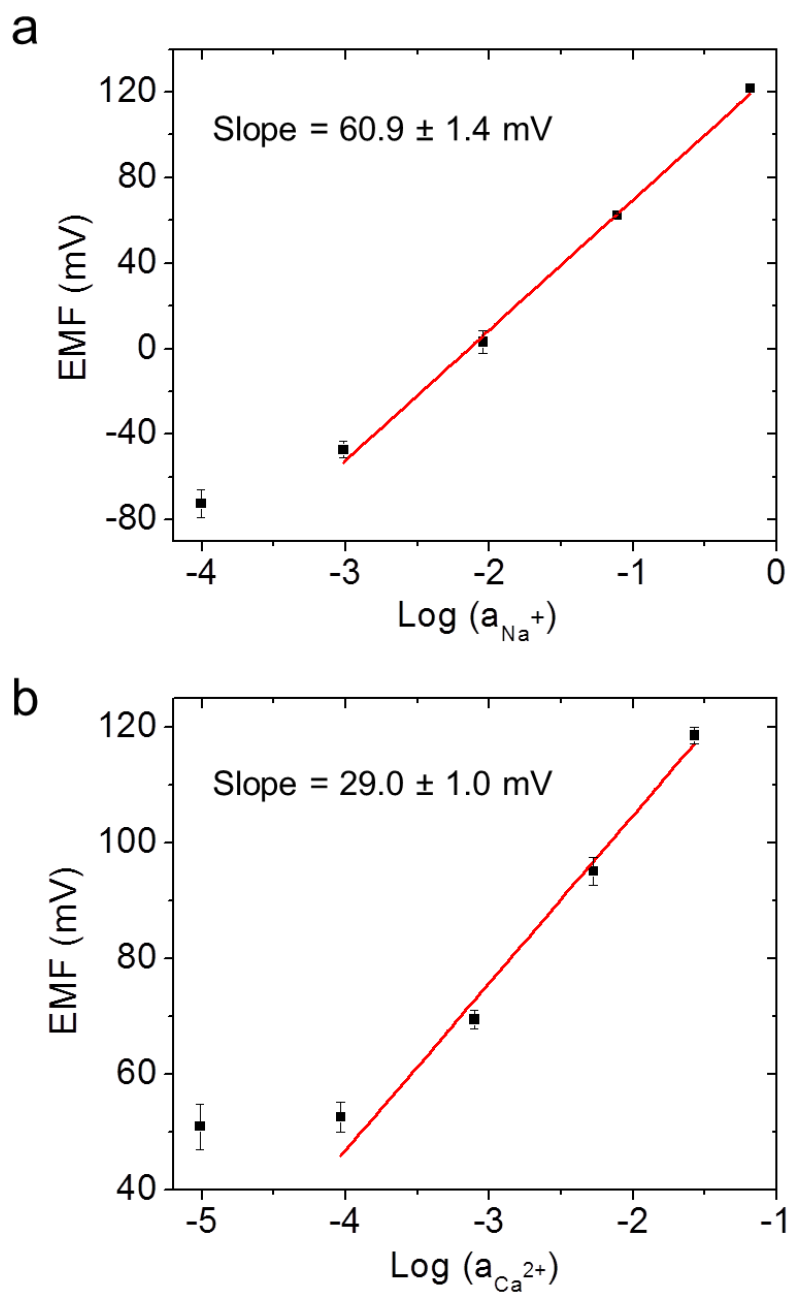 a
Slope = 60.9 ± 1.4 mV
EMF (mV)
120
80
40
0
-40
-80
-4 -3 -2 -1 0
Log (a_Na⁺)
b
Slope = 29.0 ± 1.0 mV
EMF (mV)
120
100
80
60
40
-5 -4 -3 -2 -1
Log (a_Ca²⁺)